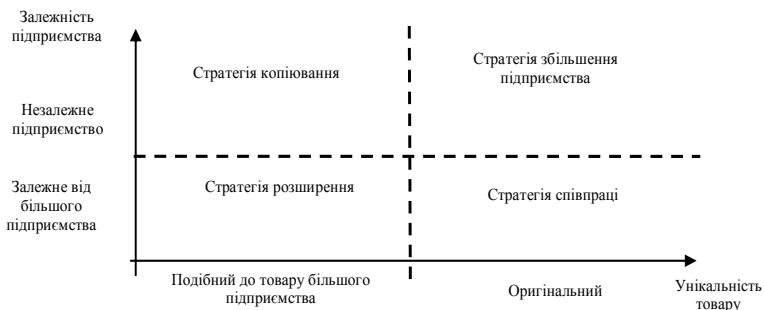 Залежність
підприємства
Стратегія копіювання
Стратегія збільшення
підприємства
Незалежне
підприємство
Залежне від
більшого
підприємства
Стратегія розширення
Стратегія співпраці
Подібний до товару більшого
підприємства
Оригінальний
Унікальність
товару